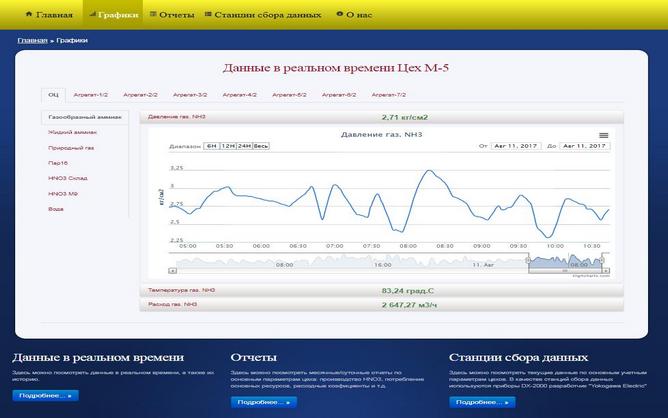 Главная Графики Отчеты Станции сбора данных О нас
Главная » Графики
Данные в реальном времени Цех М-5
ОЦ Агрегат-1/2 Агрегат-2/2 Агрегат-3/2 Агрегат-4/2 Агрегат-5/2 Агрегат-6/2 Агрегат-7/2
Газообразный аммиак
Жидкий аммиак
Природный газ
Пар16
HNO3 Склад
HNO3 М9
Вода
Давление газ. NH3 2,71 кг/см2
Давление газ. NH3
Диапазон 6Н 12Н 24Н Весь От Авг 11, 2017 До Авг 11, 2017
кг/см2
3,25
3
2,75
2,5
2,25
05:00 05:30 06:00 06:30 07:00 07:30 08:00 08:30 09:00 09:30 10:00 10:30
08:00 16:00 11. Авг 08:00
Highcharts.com
Температура газ. NH3 83,24 град.С
Расход газ. NH3 2 647,27 м3/ч
Данные в реальном времени
Здесь можно посмотреть данные в реальном времени, а также их
историю.
Подробнее... »
Отчеты
Здесь можно посмотреть месячные/суточные отчеты по
основным параметрам цеха: производство HNO3, потребление
основных ресурсов, расходные коэффициенты и т.д.
Подробнее... »
Станции сбора данных
Здесь можно посмотреть текущие данные по основным учетным
параметрам цехов. В качестве станций сбора данных
используются приборы DX-2000 разработчик "Yokogawa Electric"
Подробнее... »